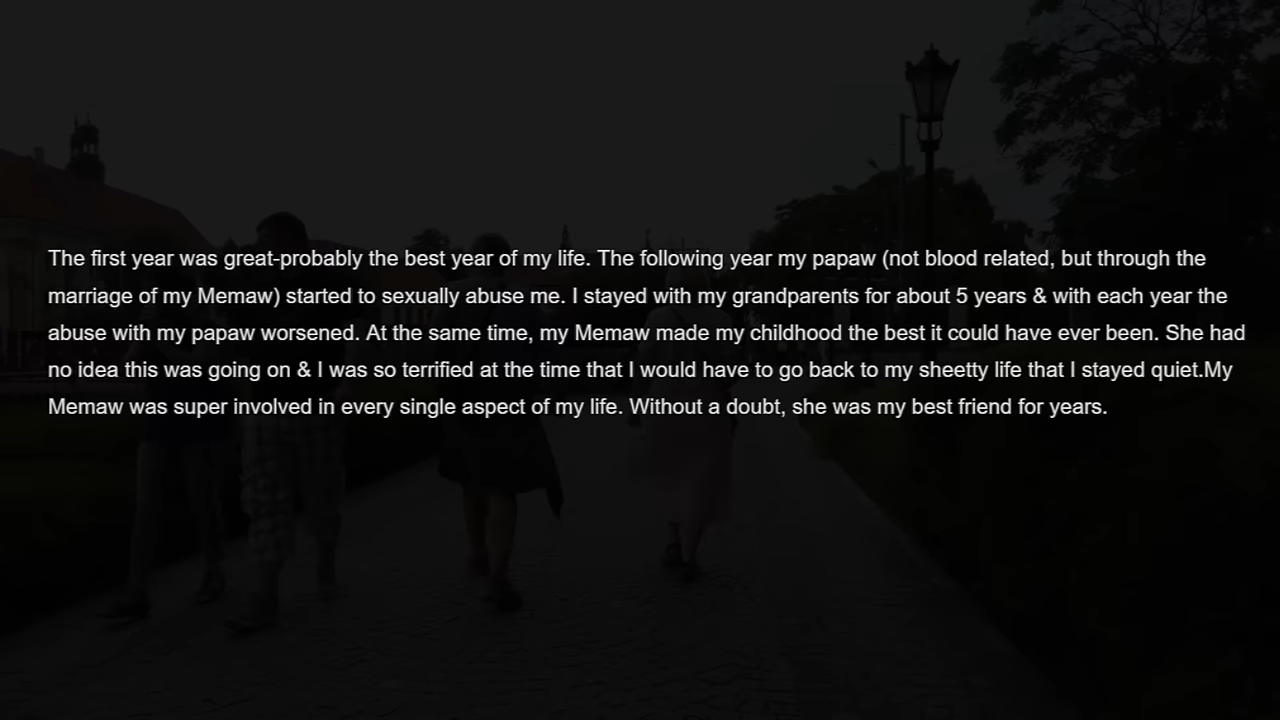 The first year was great-probably the best year of my life. The following year my papaw (not blood related, but through the
marriage of my Memaw) started to sexually abuse me. I stayed with my grandparents for about 5 years & with each year the
abuse with my papaw worsened. At the same time, my Memaw made my childhood the best it could have ever been. She had
no idea this was going on & I was so terrified at the time that I would have to go back to my sheetty life that I stayed quiet.My
Memaw was super involved in every single aspect of my life. Without a doubt, she was my best friend for years.